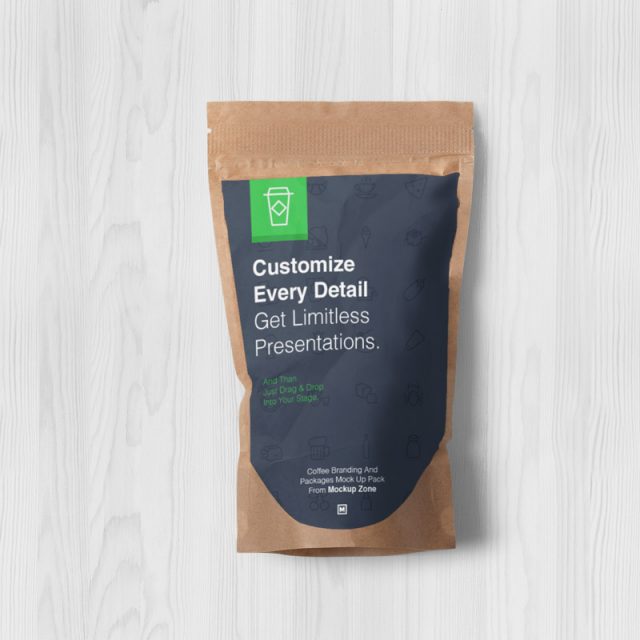 Customize
Every Detail
Get Limitless
Presentations.
And Than
Just Drag & Drop
Into Your Stage.
Coffee Branding And
Packages Mock Up Pack
From Mockup Zone
M